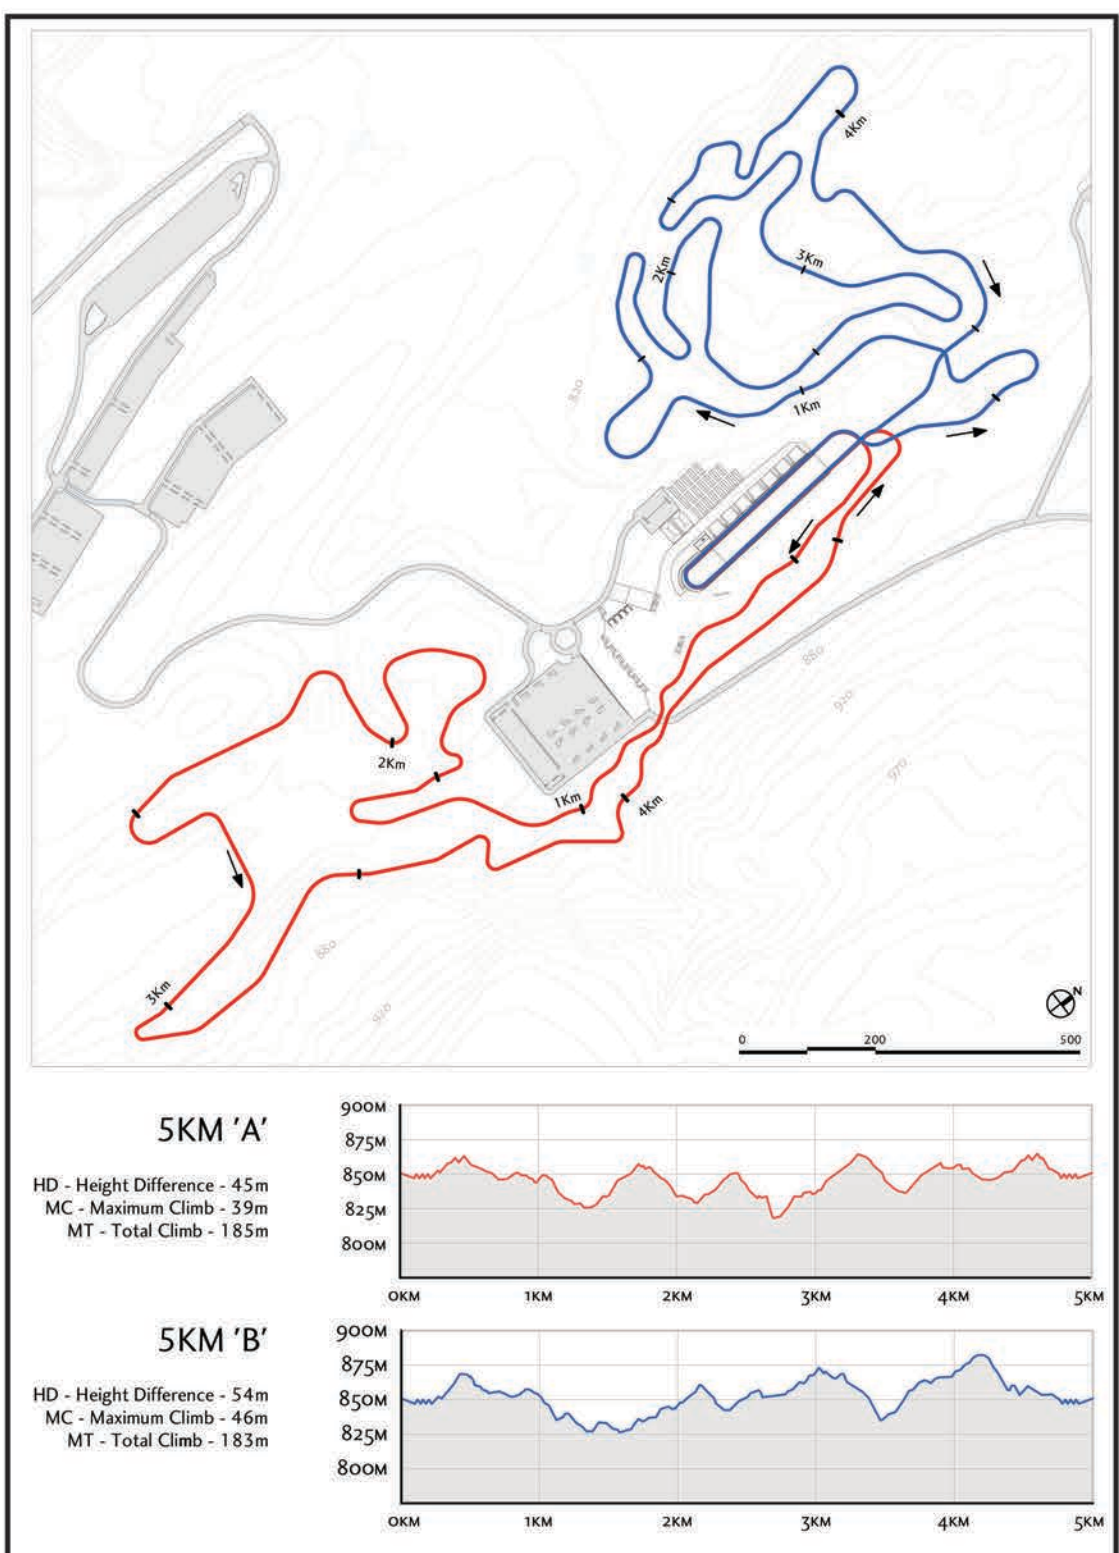 4Km
2Km
3Km
820
1Km
880
920
970
2Km
1Km
4Km
880
3Km
920
N
0 200 500
5KM 'A'
HD - Height Difference - 45m
MC - Maximum Climb - 39m
MT - Total Climb - 185m
900M
875M
850M
825M
800M
0KM 1KM 2KM 3KM 4KM 5KM
5KM 'B'
HD - Height Difference - 54m
MC - Maximum Climb - 46m
MT - Total Climb - 183m
900M
875M
850M
825M
800M
0KM 1KM 2KM 3KM 4KM 5KM